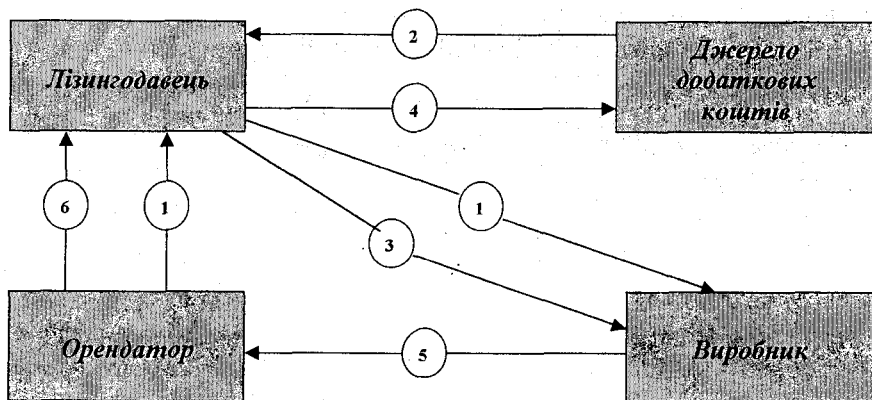 2
Лізингодавець
Джерело
додаткових
коштів
4
6
1
1
3
Орендатор
5
Виробник